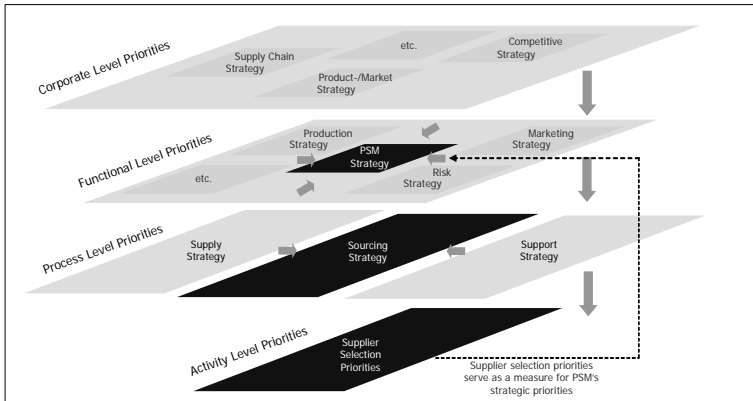 Corporate Level Priorities
etc.
Competitive
Strategy
Supply Chain
Strategy
Product-/Market
Strategy
Functional Level Priorities
Production
Strategy
Marketing
Strategy
PSM
Strategy
etc.
Risk
Strategy
Process Level Priorities
Supply
Strategy
Sourcing
Strategy
Support
Strategy
Activity Level Priorities
Supplier
Selection
Priorities
Supplier selection priorities
serve as a measure for PSM's
strategic priorities